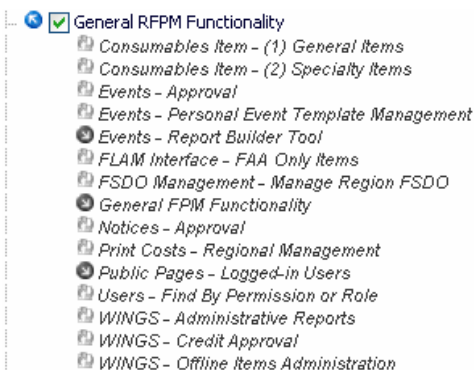 General RFPM Functionality
Consumables Item - (1) General Items
Consumables Item - (2) Specialty Items
Events - Approval
Events - Personal Event Template Management
Events - Report Builder Tool
FLAM Interface - FAA Only Items
FSDO Management - Manage Region FSDO
General FPM Functionality
Notices - Approval
Print Costs - Regional Management
Public Pages - Logged-in Users
Users - Find By Permission or Role
WINGS - Administrative Reports
WINGS - Credit Approval
WINGS - Offline Items Administration